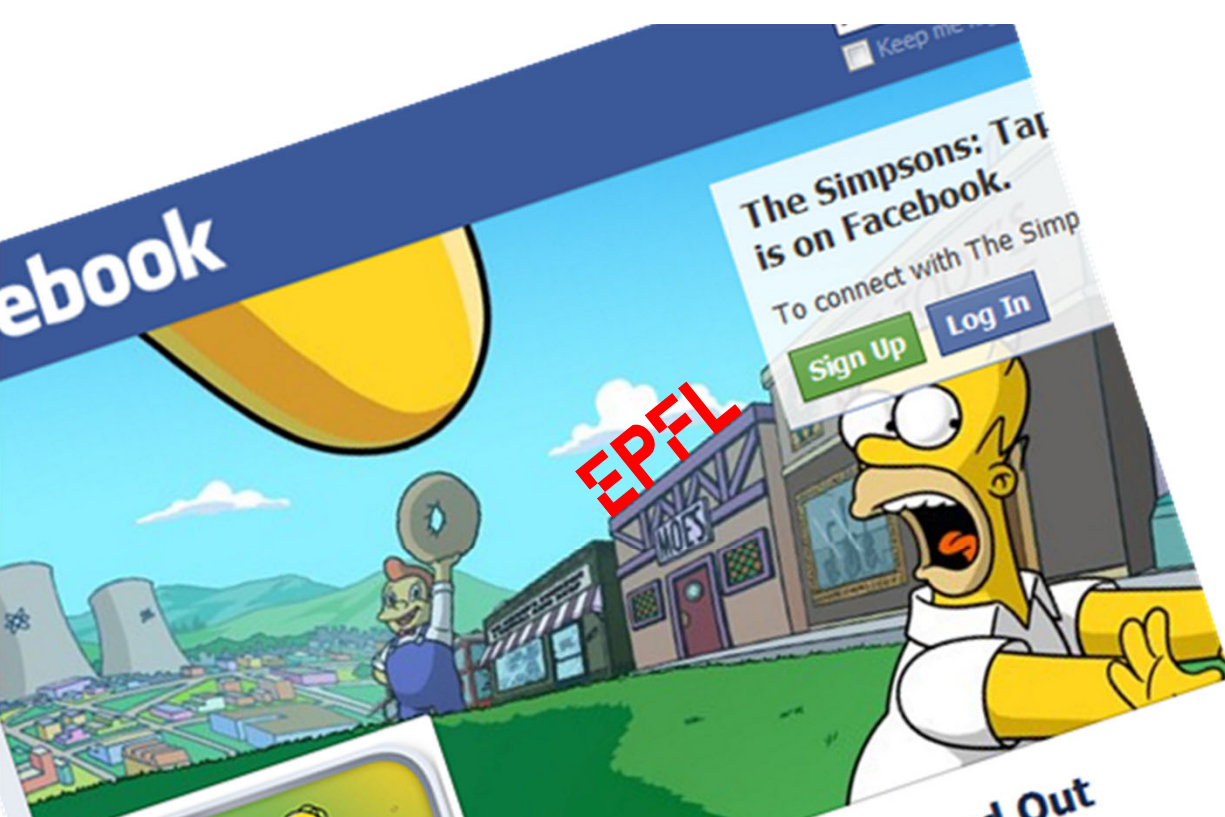 Keep me
ebook
The Simpsons: Tap
is on Facebook.
To connect with The Simp
Sign Up
Log In
EPFL
MOE'S
d Out